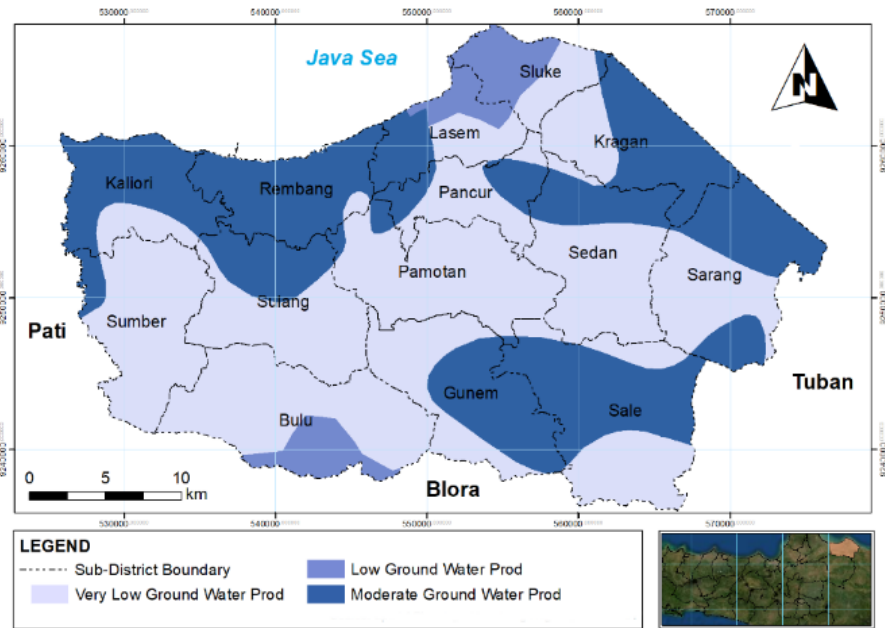 530000 540000 550000 560000 570000
Java Sea
N
Sluke
Lasem
Kragan
Kaliori
Rembang
Pancur
Sedan
Pamotan
Sarang
Sulang
Sumber
Pati
Tuban
Gunem
Sale
Bulu
0 5 10
km
Blora
530000 540000 550000 560000 570000
LEGEND
Sub-District Boundary
Low Ground Water Prod
Very Low Ground Water Prod
Moderate Ground Water Prod